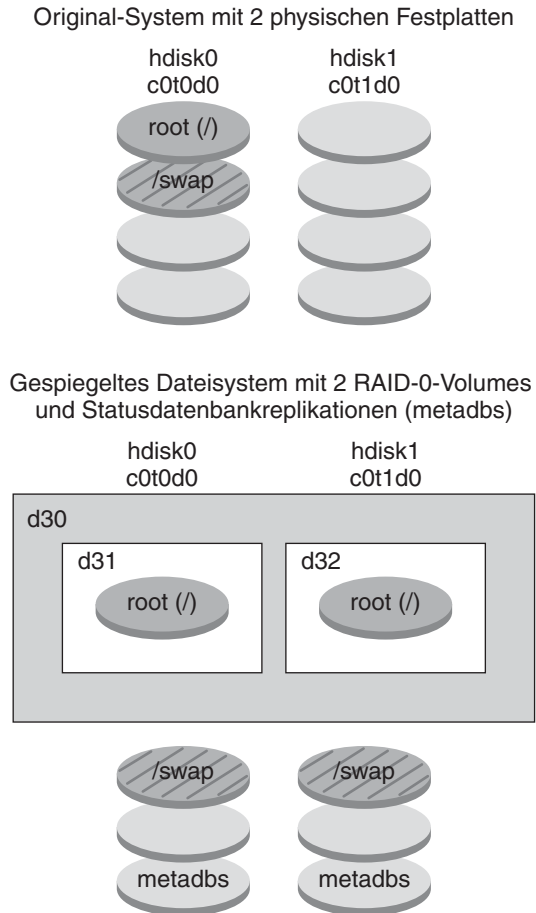 Original-System mit 2 physischen Festplatten
hdisk0 hdisk1
c0t0d0 c0t1d0
root (/)
/swap
Gespiegeltes Dateisystem mit 2 RAID-0-Volumes
und Statusdatenbankreplikationen (metadbs)
hdisk0 hdisk1
c0t0d0 c0t1d0
d30
d31 d32
root (/) root (/)
/swap /swap
metadbs metadbs